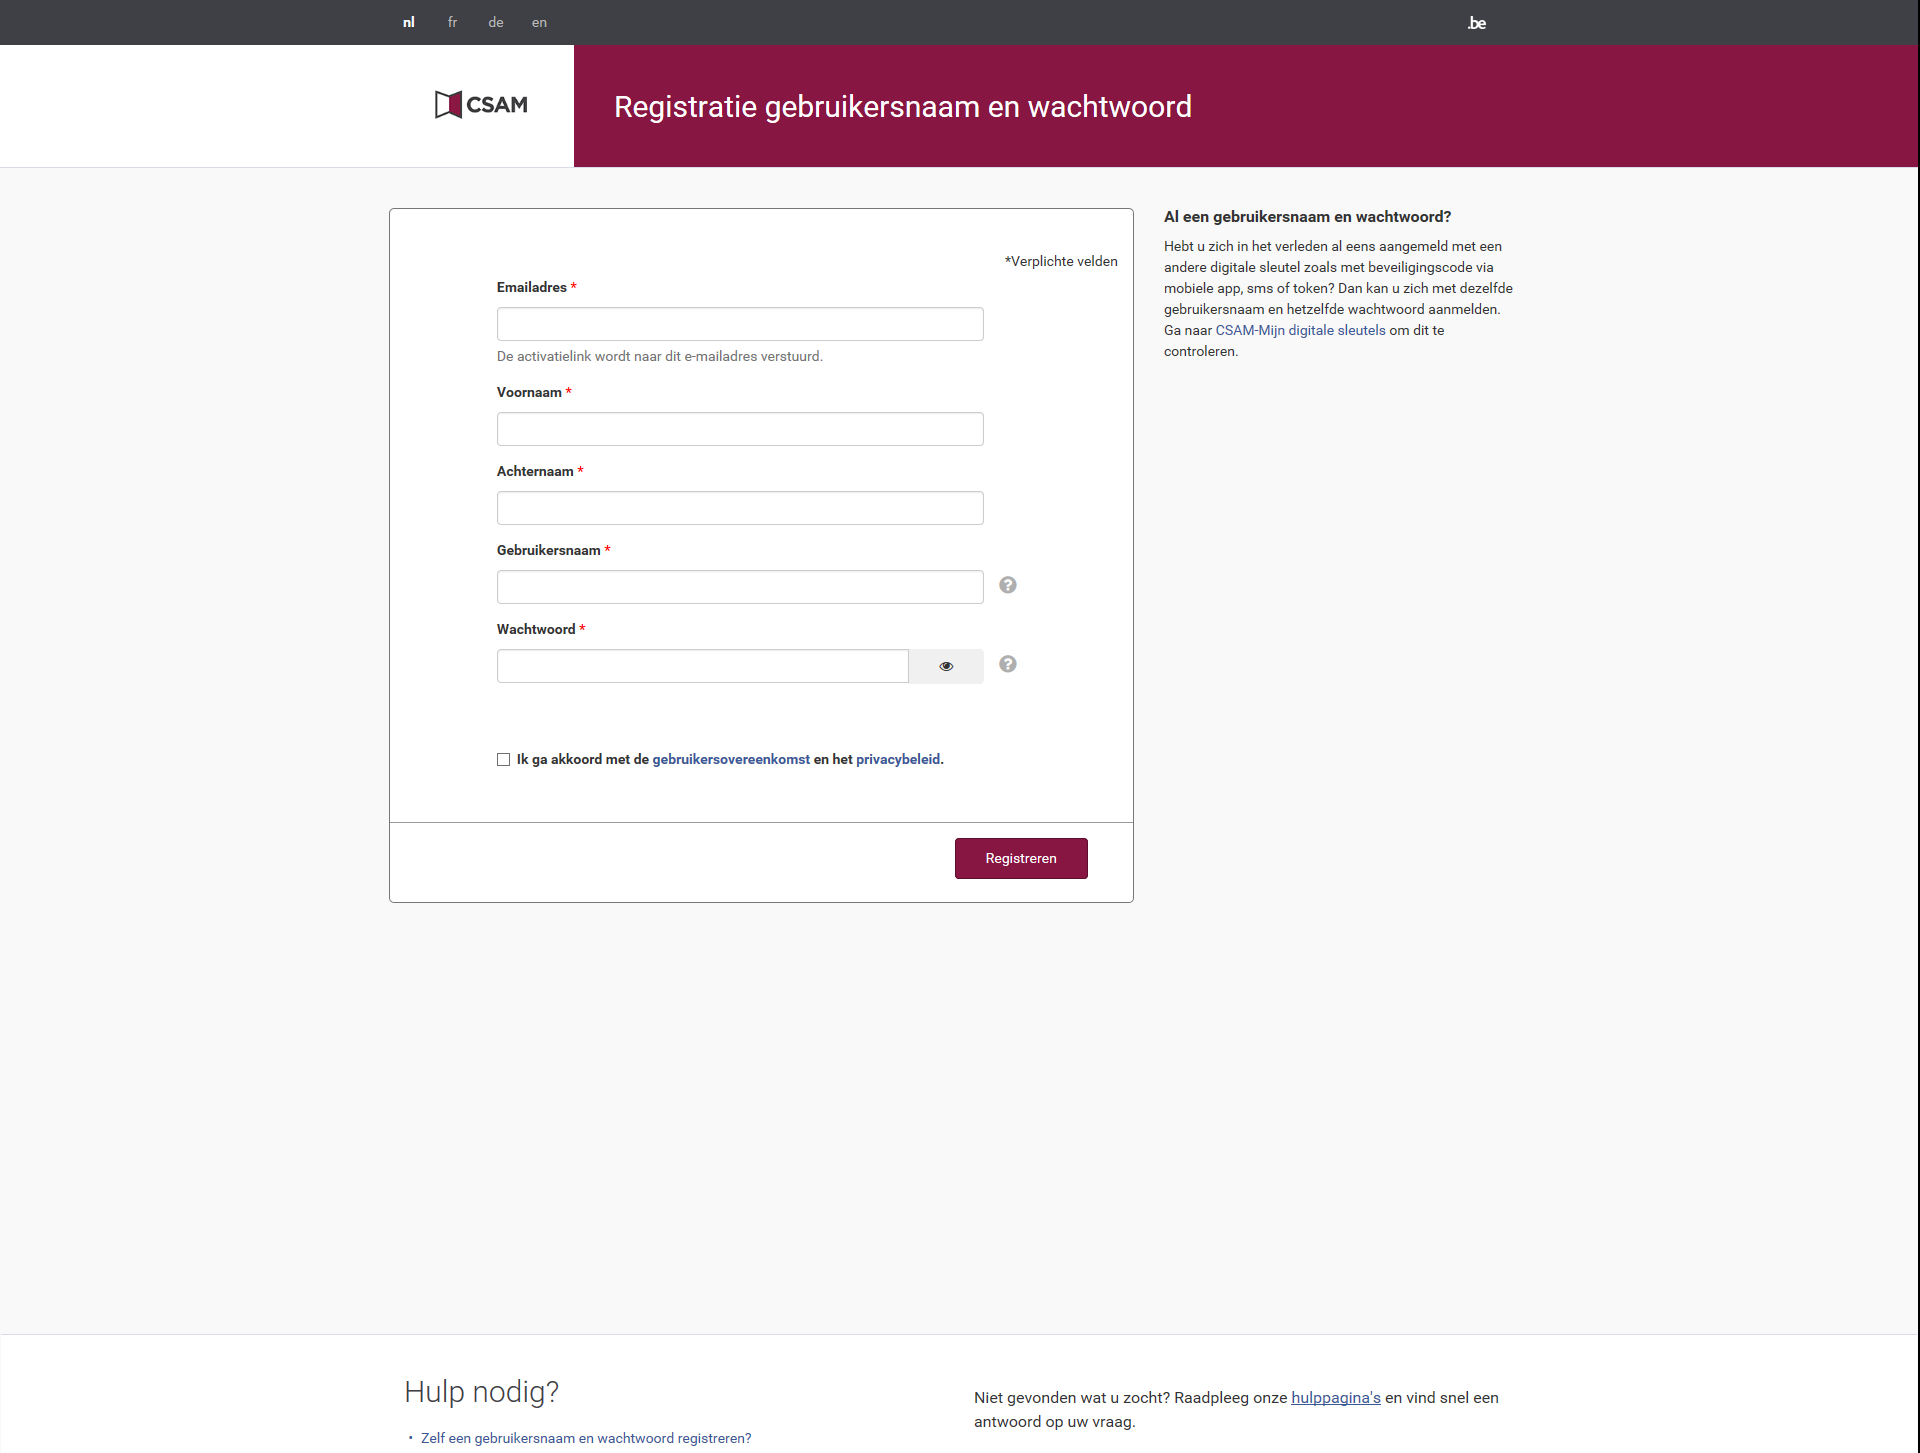 nl fr de en
.be
CSAM
Registratie gebruikersnaam en wachtwoord
*Verplichte velden
Emailadres *
De activatielink wordt naar dit e-mailadres verstuurd.
Voornaam *
Achternaam *
Gebruikersnaam *
?
Wachtwoord *
?
Ik ga akkoord met de gebruikersovereenkomst en het privacybeleid.
Registreren
Al een gebruikersnaam en wachtwoord?
Hebt u zich in het verleden al eens aangemeld met een
andere digitale sleutel zoals met beveiligingscode via
mobiele app, sms of token? Dan kan u zich met dezelfde
gebruikersnaam en hetzelfde wachtwoord aanmelden.
Ga naar CSAM-Mijn digitale sleutels om dit te
controleren.
Hulp nodig?
• Zelf een gebruikersnaam en wachtwoord registreren?
Niet gevonden wat u zocht? Raadpleeg onze hulppagina's en vind snel een
antwoord op uw vraag.